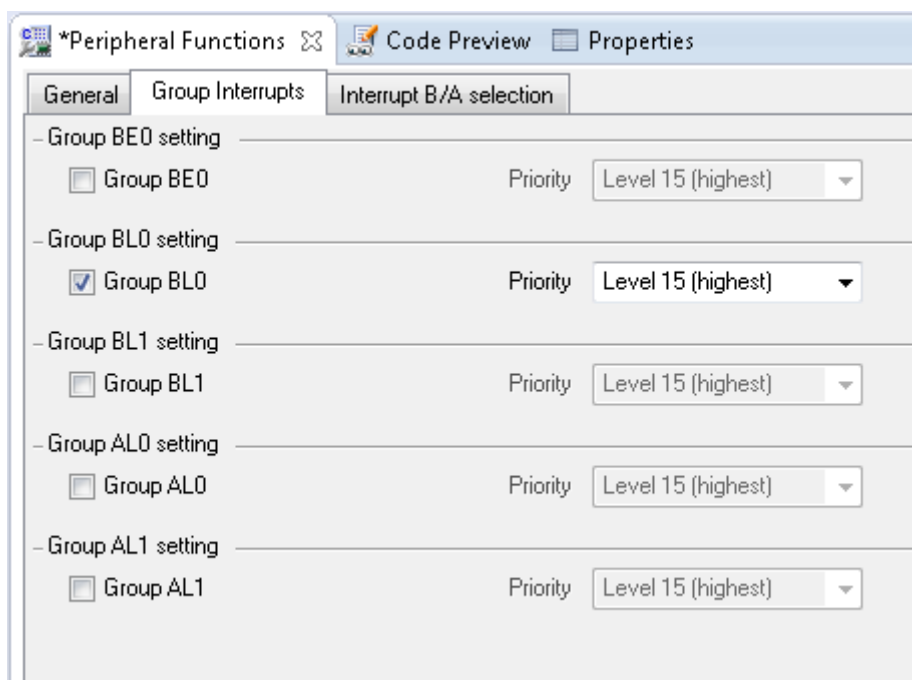 *Peripheral Functions Code Preview Properties
General Group Interrupts Interrupt B/A selection
Group BE0 setting
Group BE0 Priority Level 15 (highest)
Group BL0 setting
Group BL0 Priority Level 15 (highest)
Group BL1 setting
Group BL1 Priority Level 15 (highest)
Group AL0 setting
Group AL0 Priority Level 15 (highest)
Group AL1 setting
Group AL1 Priority Level 15 (highest)